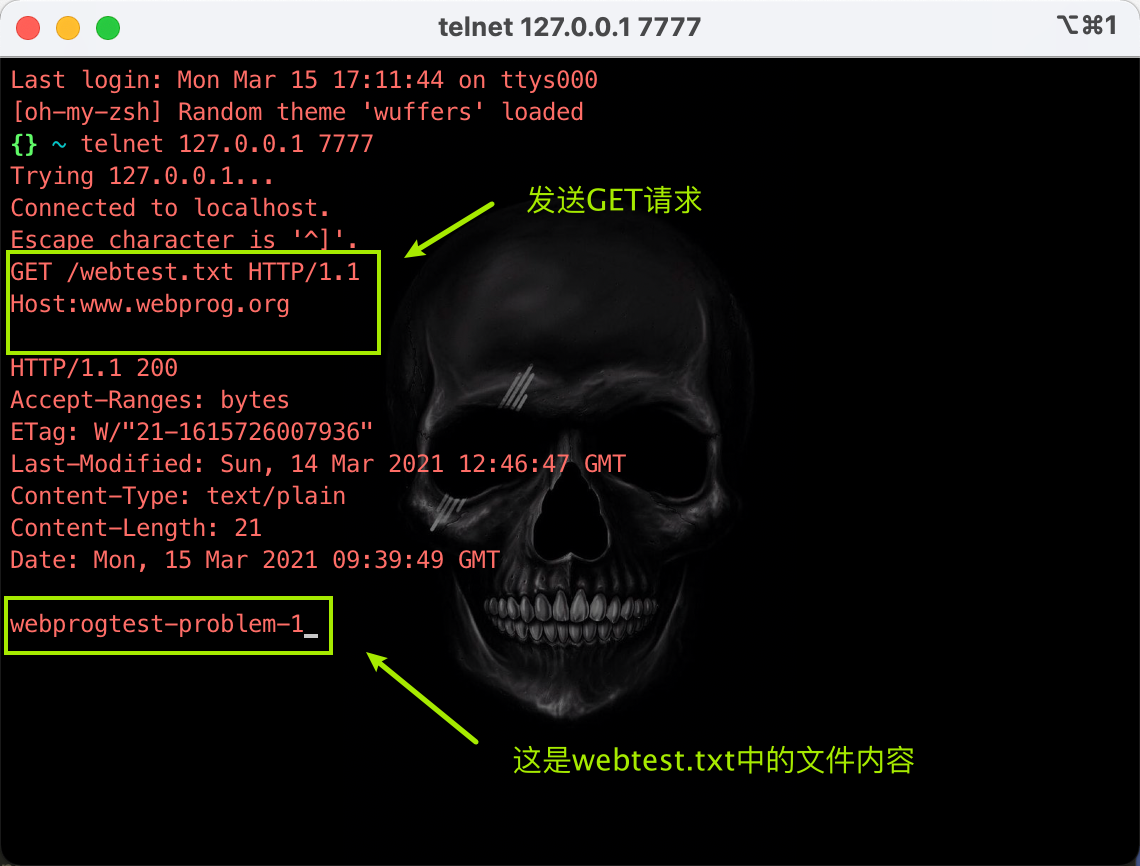 telnet 127.0.0.1 7777
⌥⌘1
Last login: Mon Mar 15 17:11:44 on ttys000
[oh-my-zsh] Random theme 'wuffers' loaded
{} ~ telnet 127.0.0.1 7777
Trying 127.0.0.1...
发送GET请求
Connected to localhost.
Escape character is '^]'.
GET /webtest.txt HTTP/1.1
Host:www.webprog.org
HTTP/1.1 200
Accept-Ranges: bytes
ETag: W/"21-1615726007936"
Last-Modified: Sun, 14 Mar 2021 12:46:47 GMT
Content-Type: text/plain
Content-Length: 21
Date: Mon, 15 Mar 2021 09:39:49 GMT
webprogtest-problem-1
这是webtest.txt中的文件内容